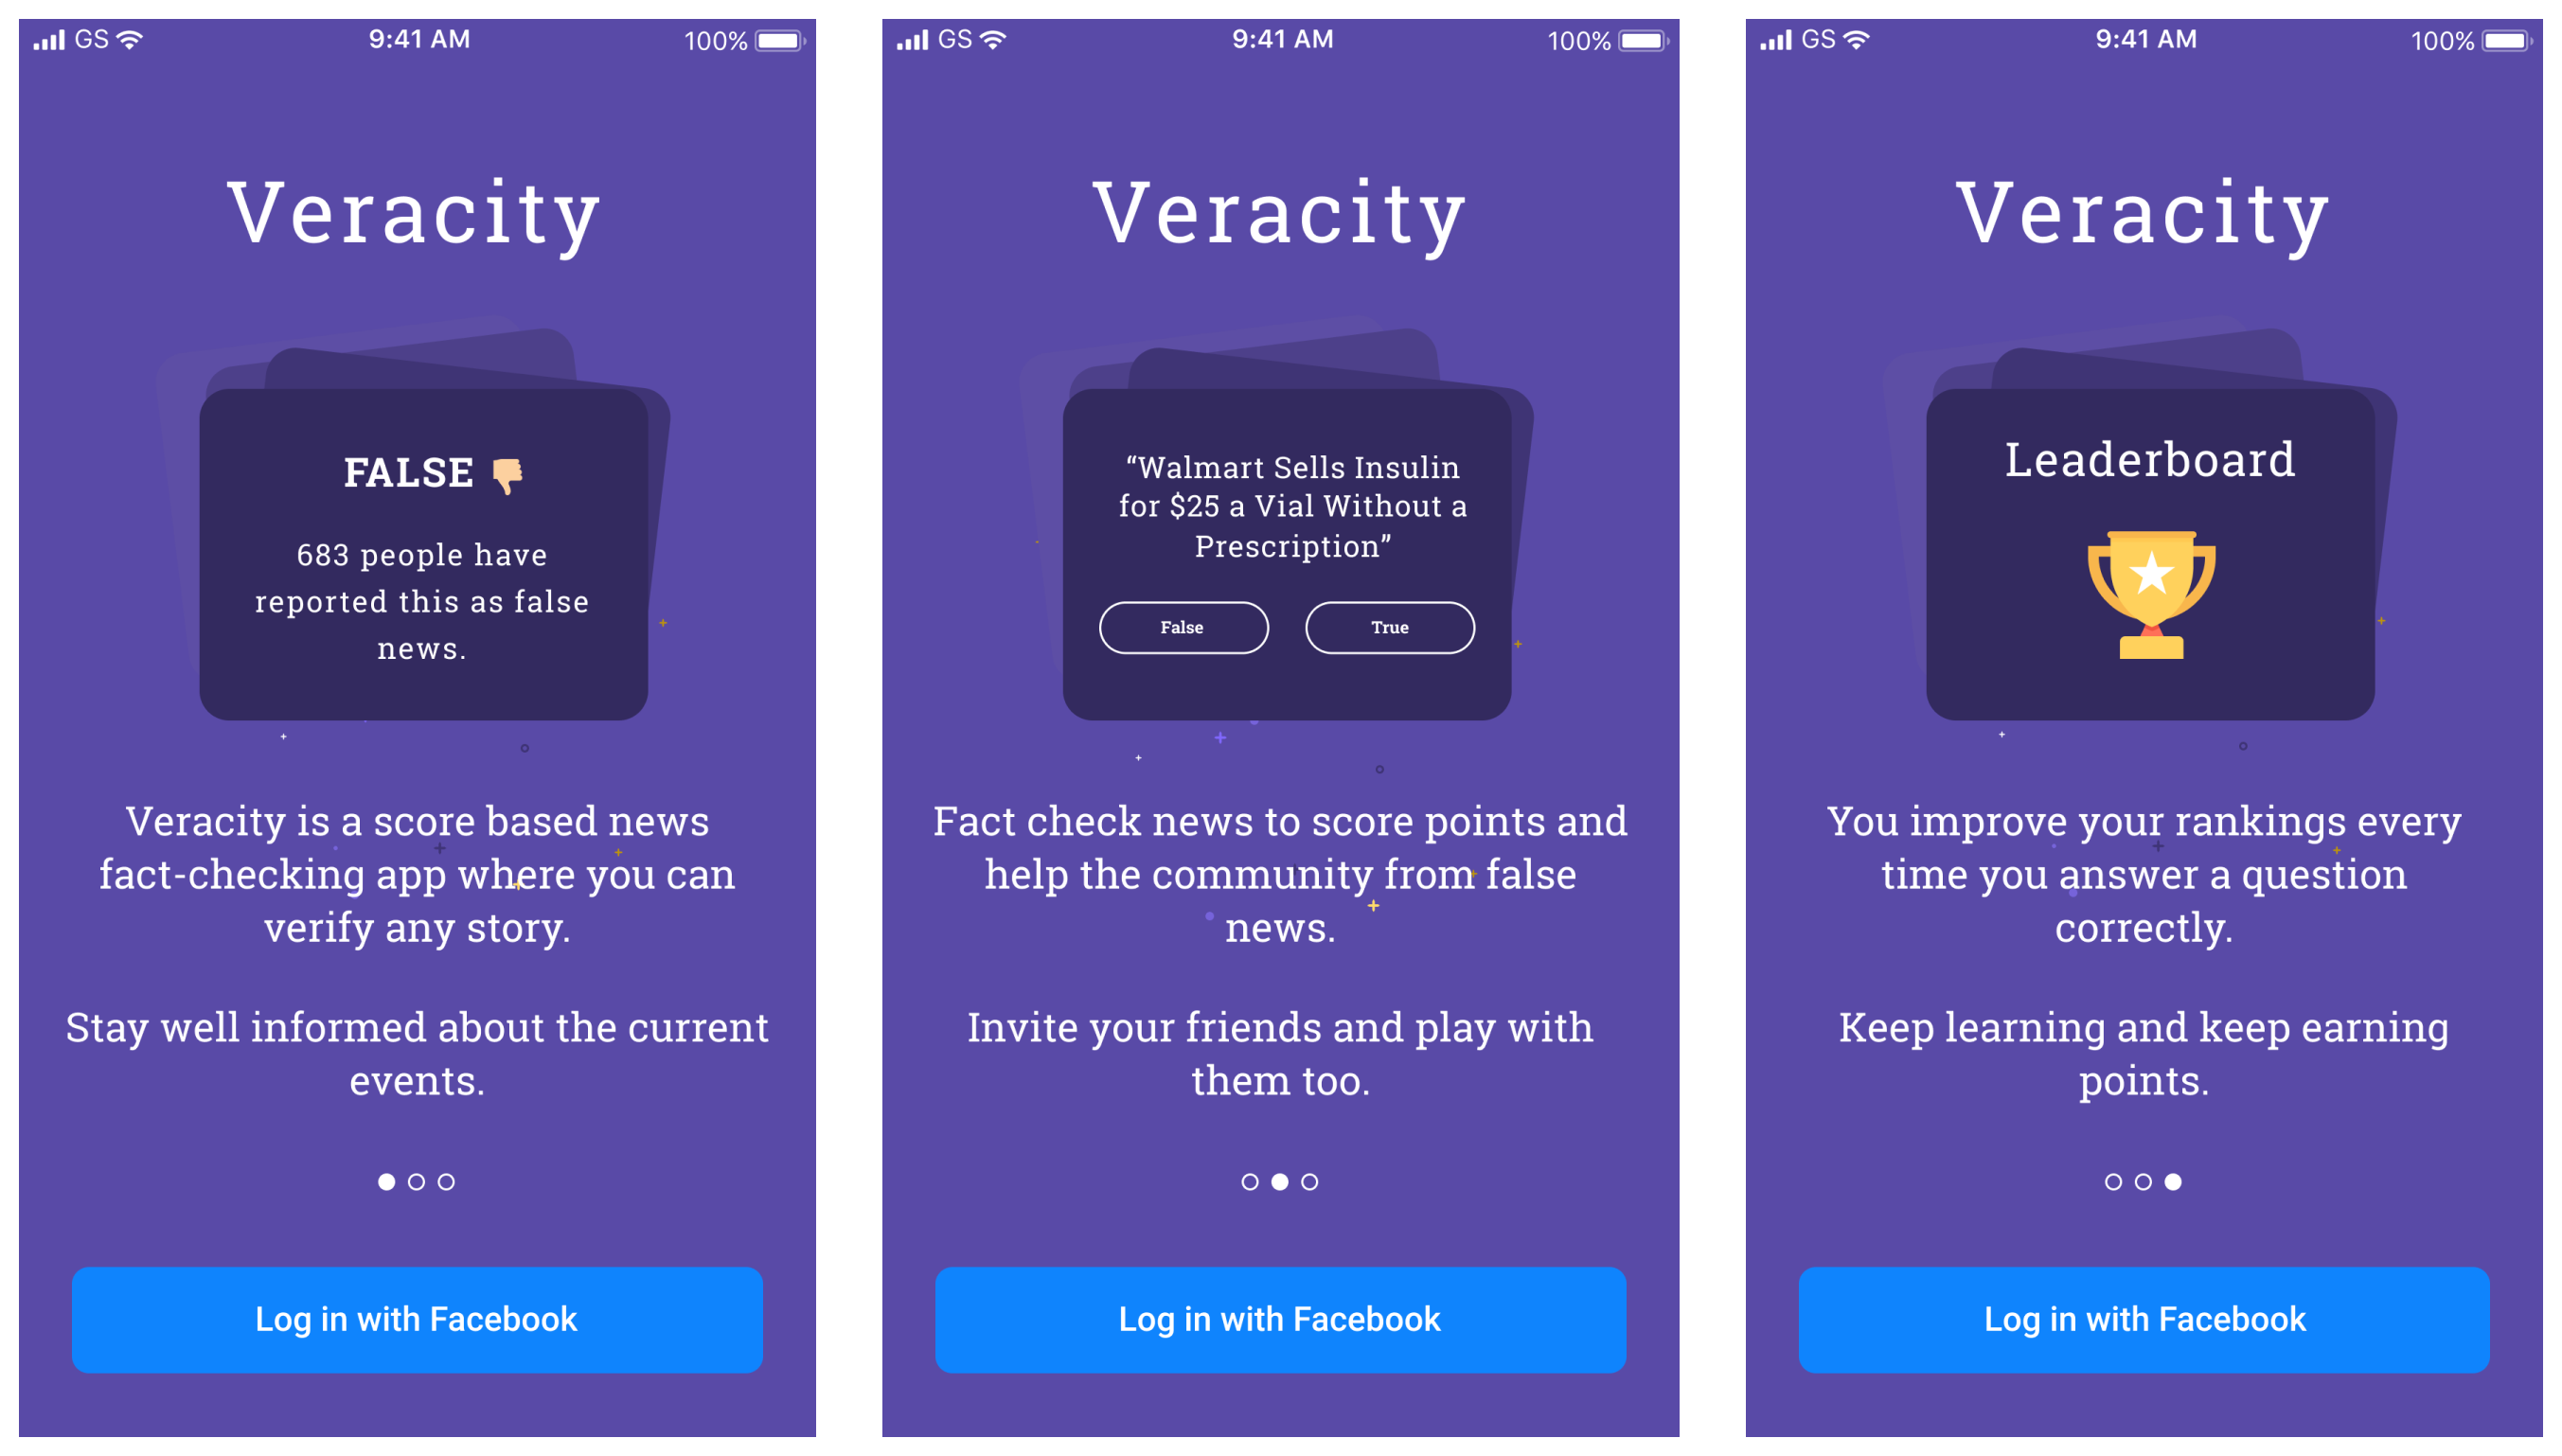 GS 9:41 AM 100%
Veracity
FALSE
683 people have
reported this as false
news.
Veracity is a score based news
fact-checking app where you can
verify any story.
Stay well informed about the current
events.
Log in with Facebook
GS 9:41 AM 100%
Veracity
“Walmart Sells Insulin
for $25 a Vial Without a
Prescription”
False True
Fact check news to score points and
help the community from false
news.
Invite your friends and play with
them too.
Log in with Facebook
GS 9:41 AM 100%
Veracity
Leaderboard
You improve your rankings every
time you answer a question
correctly.
Keep learning and keep earning
points.
Log in with Facebook